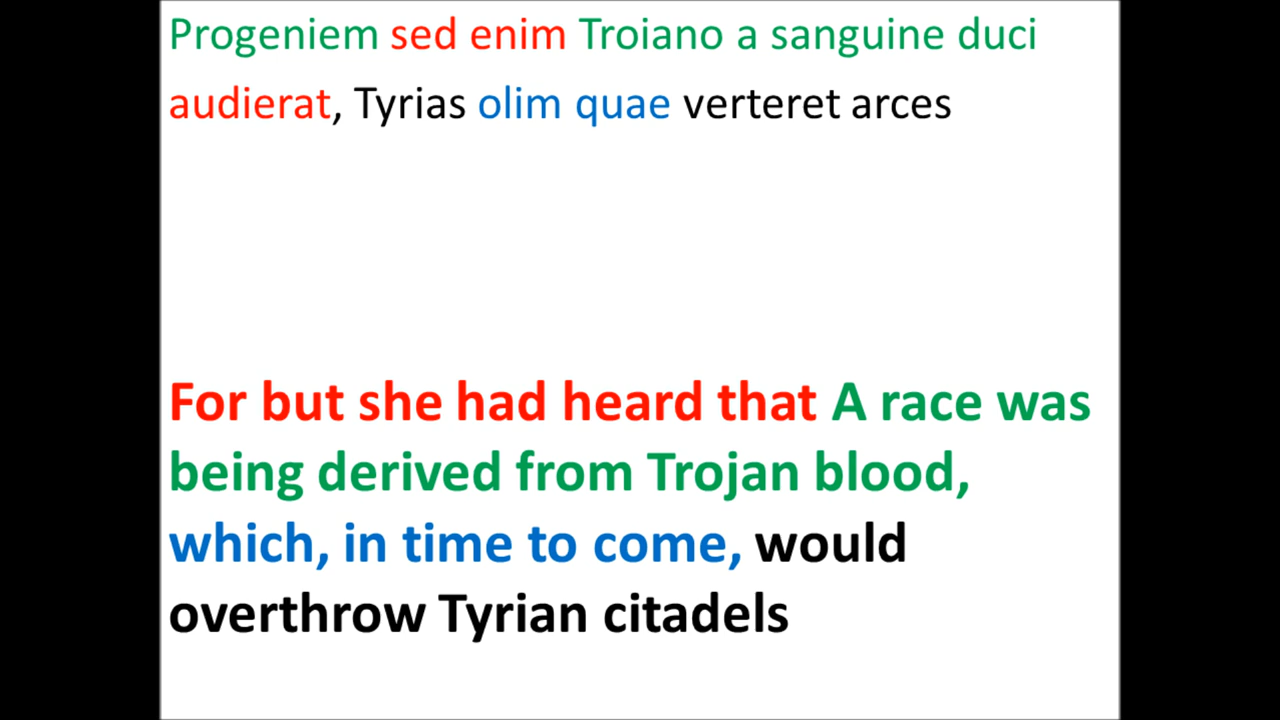 Progeniem sed enim Troiano a sanguine duci
audierat, Tyrias olim quae verteret arces
For but she had heard that A race was
being derived from Trojan blood,
which, in time to come, would
overthrow Tyrian citadels